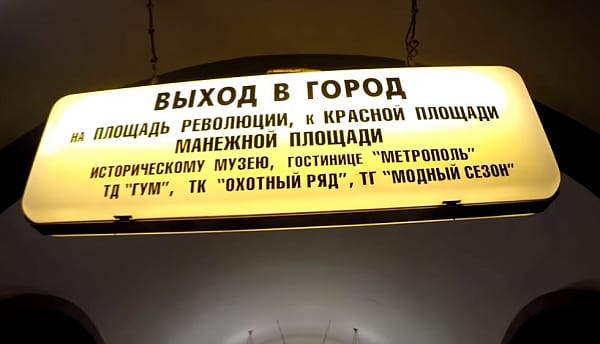 ВЫХОД В ГОРОД
НА ПЛОЩАДЬ РЕВОЛЮЦИИ, К КРАСНОЙ ПЛОЩАДИ
МАНЕЖНОЙ ПЛОЩАДИ
ИСТОРИЧЕСКОМУ МУЗЕЮ, ГОСТИНИЦЕ "МЕТРОПОЛЬ"
ТД "ГУМ", ТК "ОХОТНЫЙ РЯД", ТГ "МОДНЫЙ СЕЗОН"